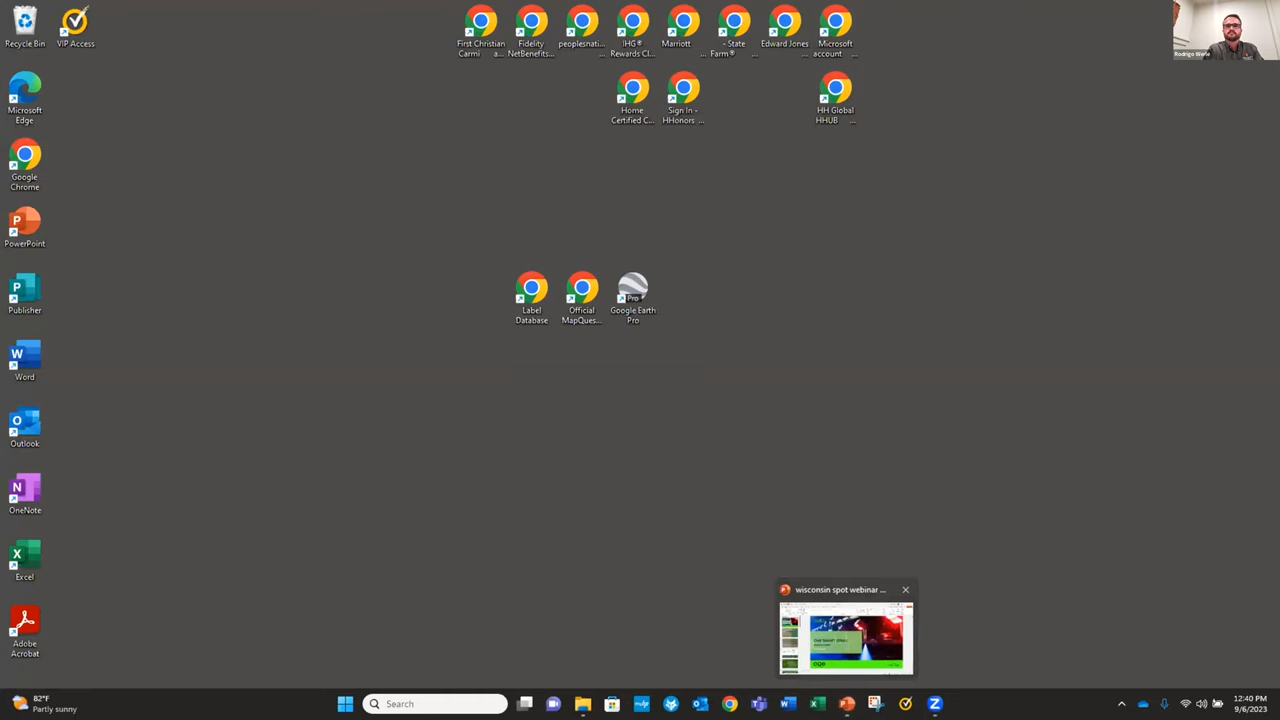 Recycle Bin
VIP Access
First Christian
Carmi a...
Fidelity
NetBenefits...
peoplesnati...
...
IHG® 
Rewards Cl...
Marriott ...
- State
Farm®
...
Edward Jones
...
Microsoft
account ...
Rodrigo Werle
Microsoft
Edge
Home
Certified C...
Sign In -
HHonors ...
HH Global
HHUB ...
Google
Chrome
PowerPoint
Publisher
Label
Database
Official
MapQues...
Pro
Google Earth
Pro
Word
Outlook
OneNote
Excel
Adobe
Acrobat
wisconsin spot webinar ...
82°F
Partly sunny
Search
12:40 PM
9/6/2023